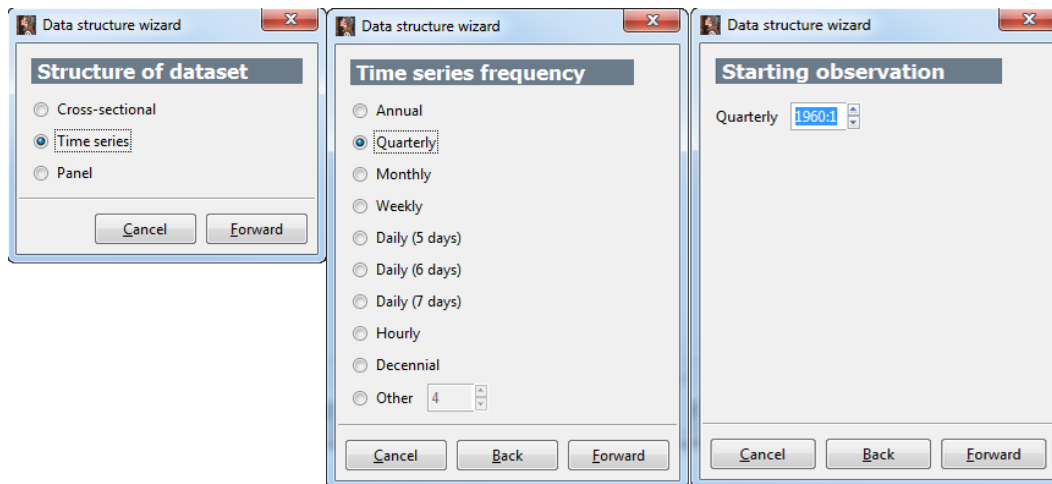 Data structure wizard
Structure of dataset
Cross-sectional
Time series
Panel
Cancel Forward
Data structure wizard
Time series frequency
Annual
Quarterly
Monthly
Weekly
Daily (5 days)
Daily (6 days)
Daily (7 days)
Hourly
Decennial
Other 4
Cancel Back Forward
Data structure wizard
Starting observation
Quarterly 1960:1
Cancel Back Forward